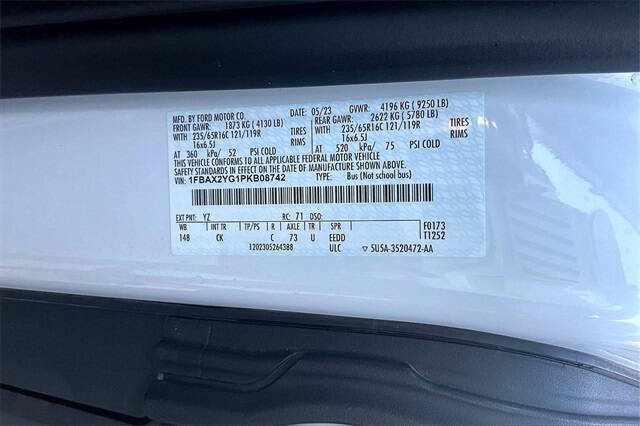 MFD. BY FORD MOTOR CO. DATE: 05/23 GVWR: 4196 KG ( 9250 LB)
FRONT GAWR: 1873 KG ( 4130 LB) REAR GAWR: 2622 KG ( 5780 LB)
WITH 235/65R16C 121/119R TIRES WITH 235/65R16C 121/119R TIRES
16x6.5J RIMS 16x6.5J RIMS
AT 360 kPa/ 52 PSI COLD AT 520 kPa/ 75 PSI COLD
THIS VEHICLE CONFORMS TO ALL APPLICABLE FEDERAL MOTOR VEHICLE
SAFETY STANDARDS IN EFFECT ON THE DATE OF MANUFACTURE SHOWN ABOVE.
VIN: 1FBAX2YG1PKB08742 TYPE: Bus (Not school bus)
EXT PNT: YZ RC: 71 DSO: F0173
WB INT TR TP/PS R AXLE TR SPR T1252
148 CK C 73 U EEDD
1202305264388 ULC 5U5A-3520472-AA